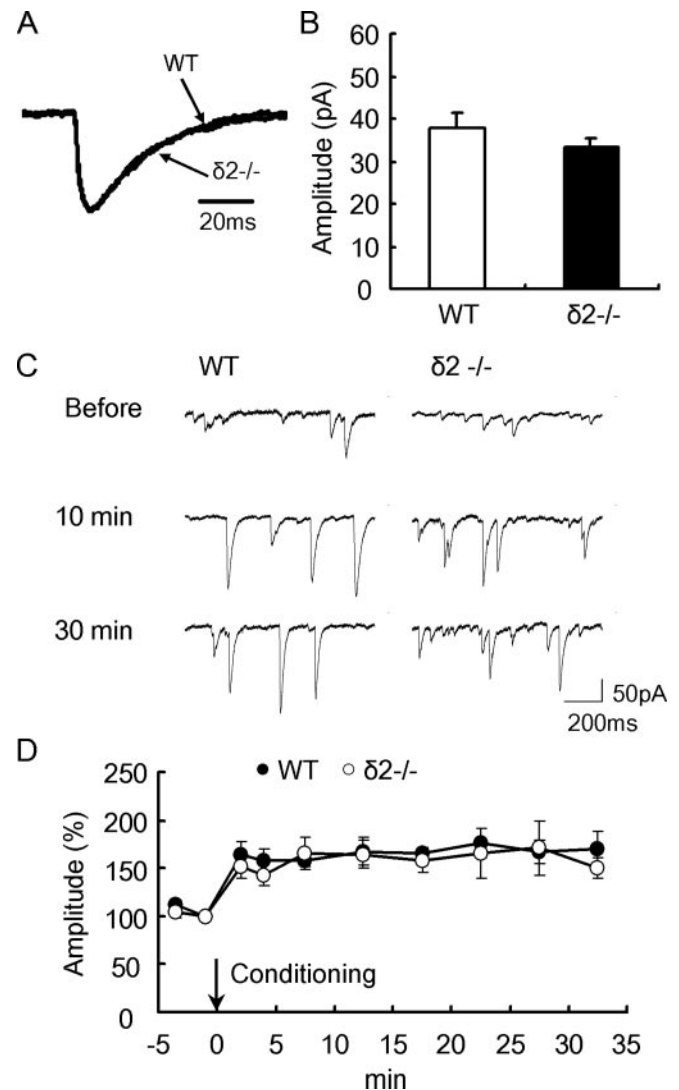 A
WT
δ2-/-
20ms
B
Amplitude (pA)
60
50
40
30
20
10
0
WT
δ2-/-
C
WT
δ2 -/-
Before
10 min
30 min
50pA
200ms
D
WT
δ2-/-
Amplitude (%)
250
200
150
100
50
0
Conditioning
-5 0 5 10 15 20 25 30 35
min